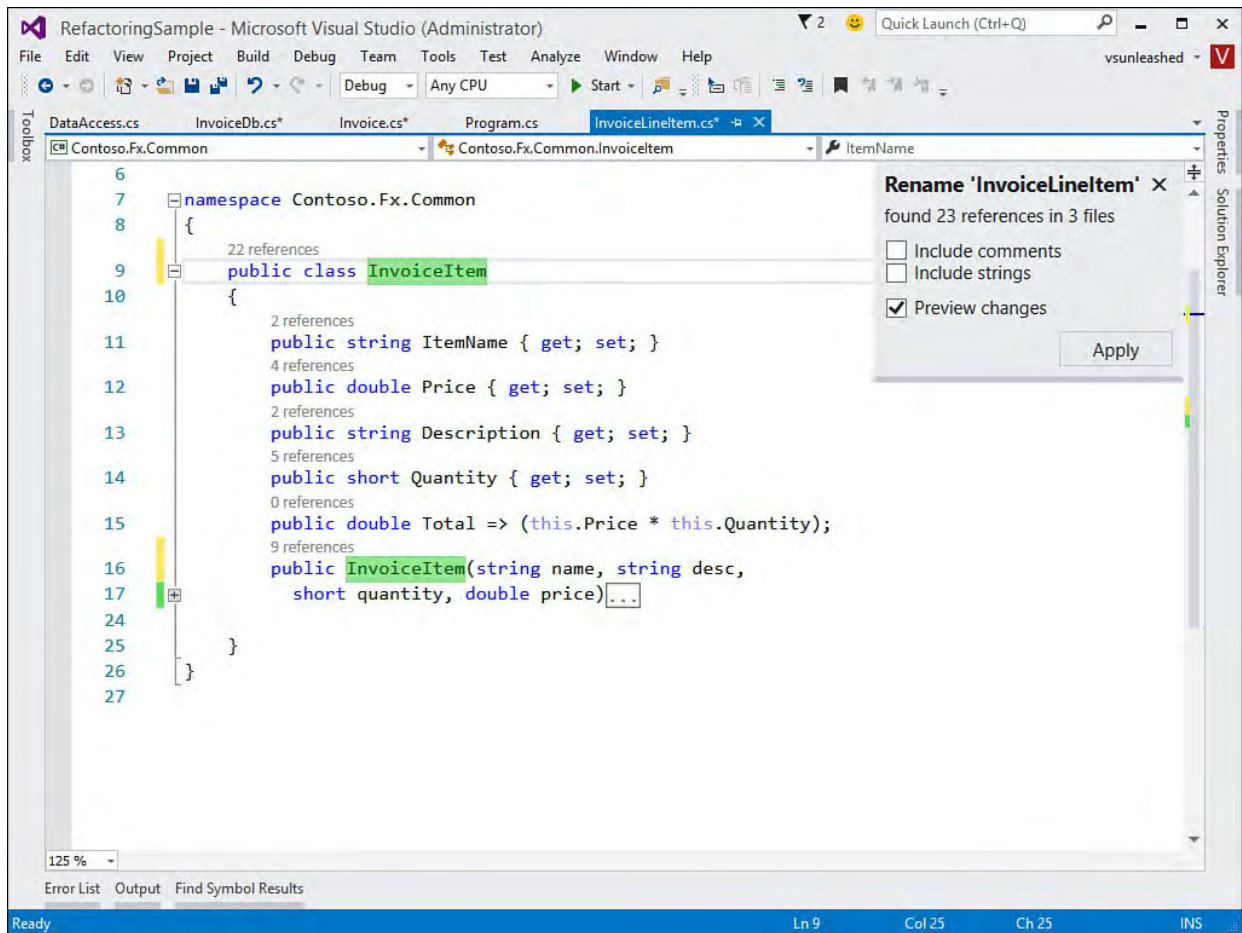 RefactoringSample - Microsoft Visual Studio (Administrator)
2
Quick Launch (Ctrl+Q)
File Edit View Project Build Debug Team Tools Test Analyze Window Help
vsunleashed
V
Debug
Any CPU
Start
Toolbox
DataAccess.cs InvoiceDb.cs* Invoice.cs* Program.cs InvoiceLineItem.cs*
C# Contoso.Fx.Common
Contoso.Fx.Common.InvoiceItem
ItemName
Properties
Solution Explorer
Rename 'InvoiceLineItem'
found 23 references in 3 files
Include comments
Include strings
Preview changes
Apply
6
7 namespace Contoso.Fx.Common
8 {
22 references
9 public class InvoiceItem
10 {
2 references
11 public string ItemName { get; set; }
4 references
12 public double Price { get; set; }
2 references
13 public string Description { get; set; }
5 references
14 public short Quantity { get; set; }
0 references
15 public double Total => (this.Price * this.Quantity);
9 references
16 public InvoiceItem(string name, string desc,
17 short quantity, double price)...
24
25 }
26 }
27
125 %
Error List Output Find Symbol Results
Ready Ln 9 Col 25 Ch 25 INS